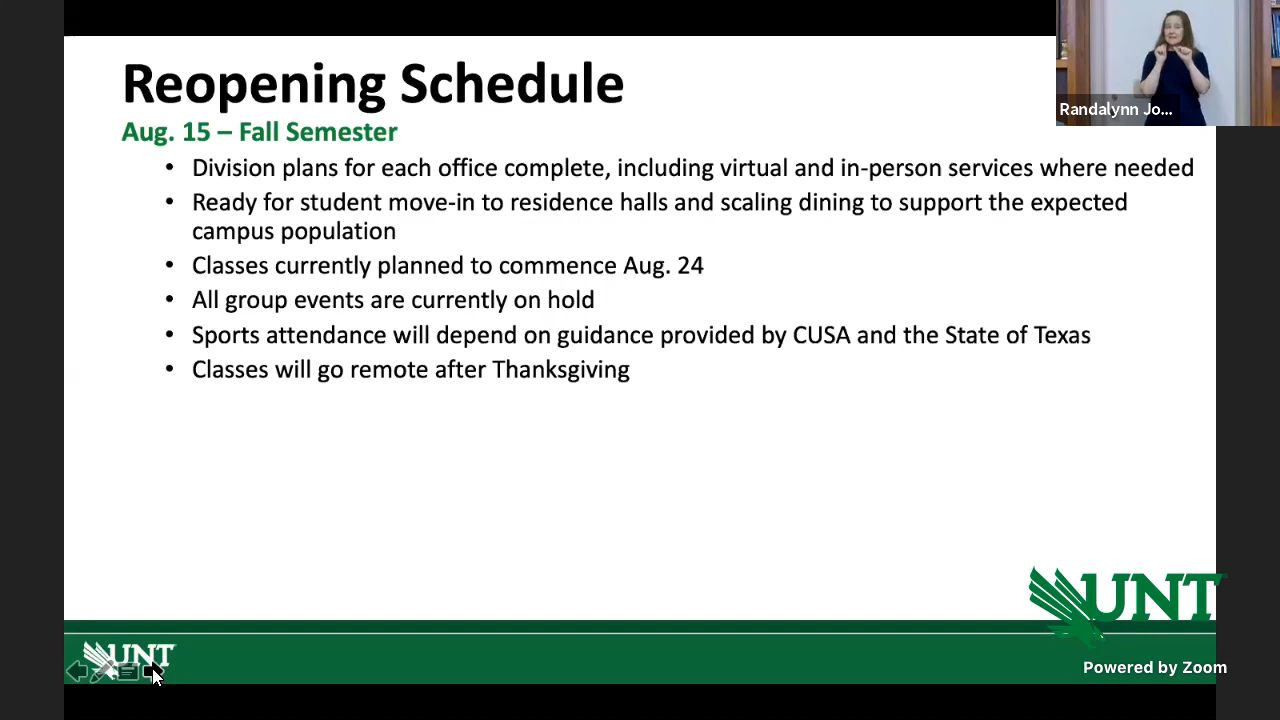 Reopening Schedule
Aug. 15 – Fall Semester
• Division plans for each office complete, including virtual and in-person services where needed
• Ready for student move-in to residence halls and scaling dining to support the expected
campus population
• Classes currently planned to commence Aug. 24
• All group events are currently on hold
• Sports attendance will depend on guidance provided by CUSA and the State of Texas
• Classes will go remote after Thanksgiving
Randalynn Jo...
UNT
UNT
Powered by Zoom